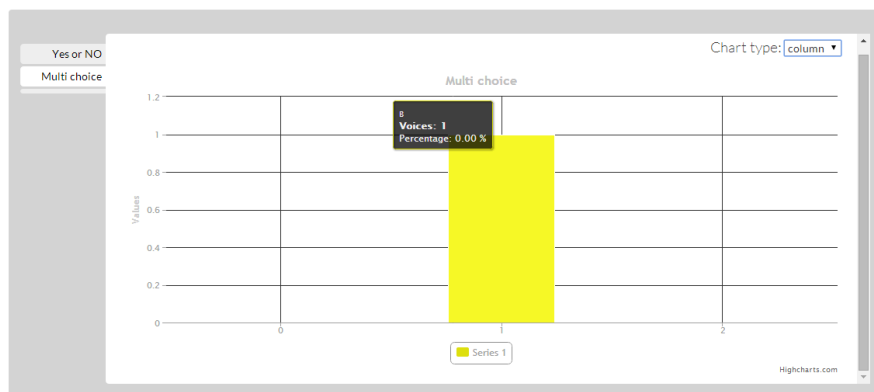 Yes or NO
Multi choice
Chart type: column
Multi choice
1.2
1
0.8
0.6
0.4
0.2
0
Values
B
Voices: 1
Percentage: 0.00 %
0
1
2
Series 1
Highcharts.com